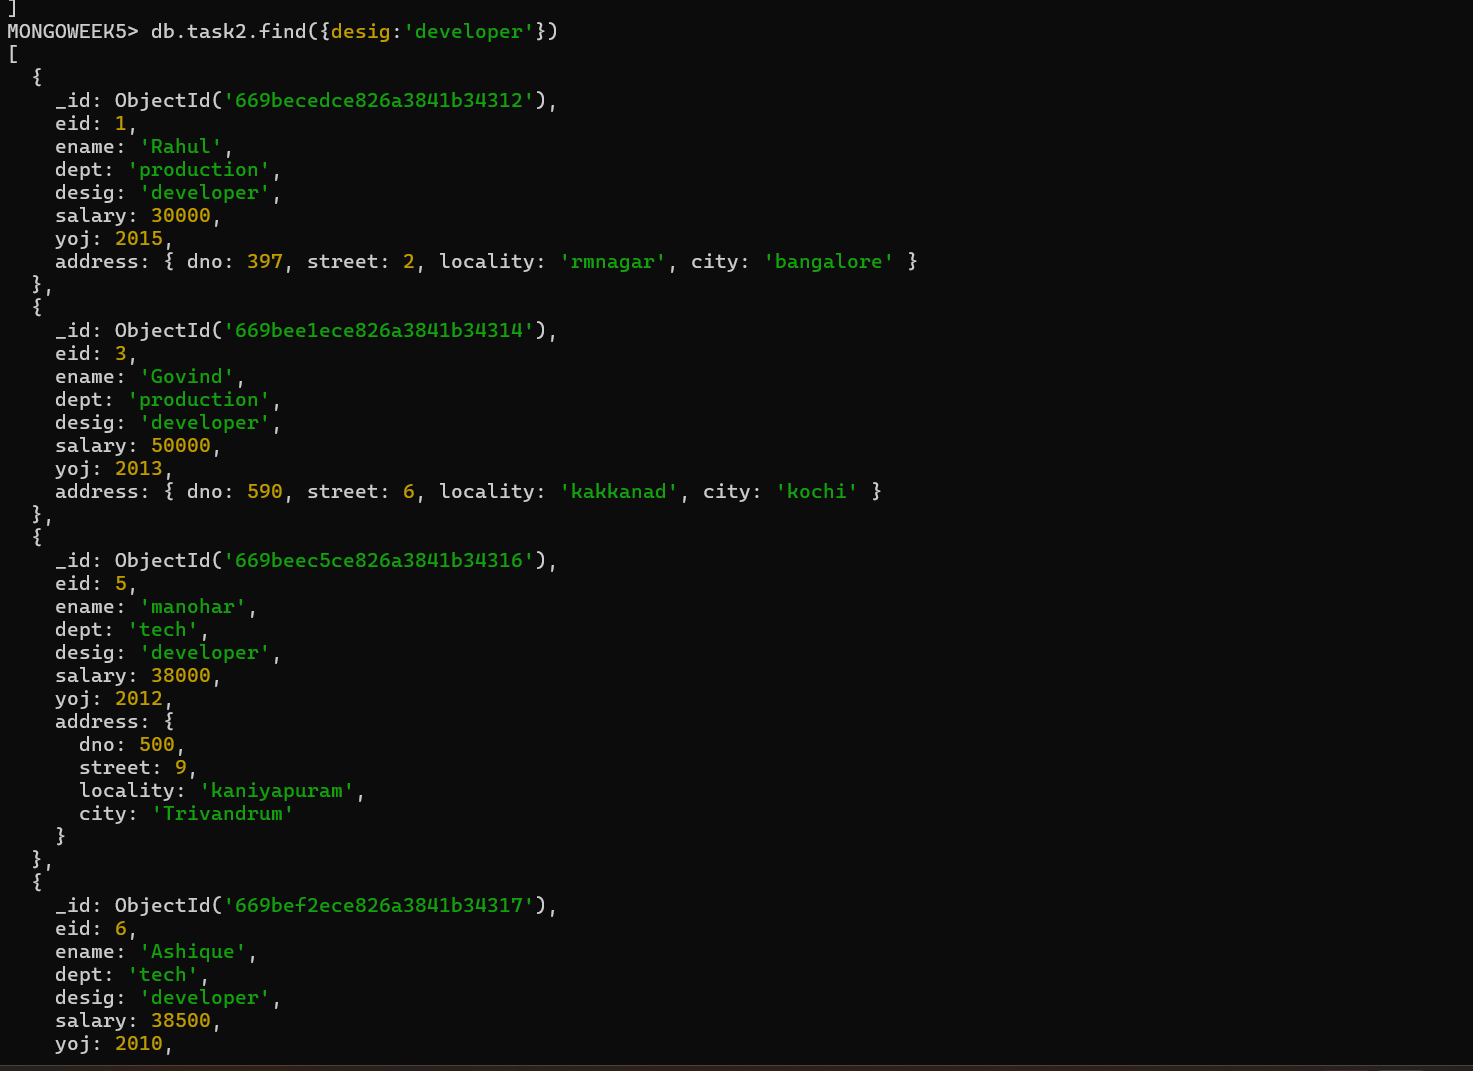 ]
MONGOWEEK5> db.task2.find({desig:'developer'})
[
  {
    _id: ObjectId('669becedce826a3841b34312'),
    eid: 1,
    ename: 'Rahul',
    dept: 'production',
    desig: 'developer',
    salary: 30000,
    yoj: 2015,
    address: { dno: 397, street: 2, locality: 'rmnagar', city: 'bangalore' }
  },
  {
    _id: ObjectId('669bee1ece826a3841b34314'),
    eid: 3,
    ename: 'Govind',
    dept: 'production',
    desig: 'developer',
    salary: 50000,
    yoj: 2013,
    address: { dno: 590, street: 6, locality: 'kakkanad', city: 'kochi' }
  },
  {
    _id: ObjectId('669beec5ce826a3841b34316'),
    eid: 5,
    ename: 'manohar',
    dept: 'tech',
    desig: 'developer',
    salary: 38000,
    yoj: 2012,
    address: {
      dno: 500,
      street: 9,
      locality: 'kaniyapuram',
      city: 'Trivandrum'
    }
  },
  {
    _id: ObjectId('669bef2ece826a3841b34317'),
    eid: 6,
    ename: 'Ashique',
    dept: 'tech',
    desig: 'developer',
    salary: 38500,
    yoj: 2010,